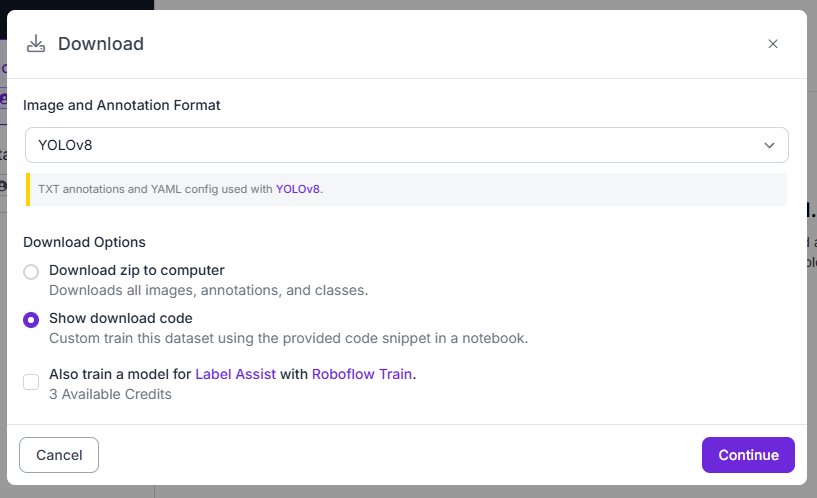 Download
Image and Annotation Format
YOLOv8
TXT annotations and YAML config used with YOLOv8.
Download Options
Download zip to computer
Downloads all images, annotations, and classes.
Show download code
Custom train this dataset using the provided code snippet in a notebook.
Also train a model for Label Assist with Roboflow Train.
3 Available Credits
Cancel
Continue